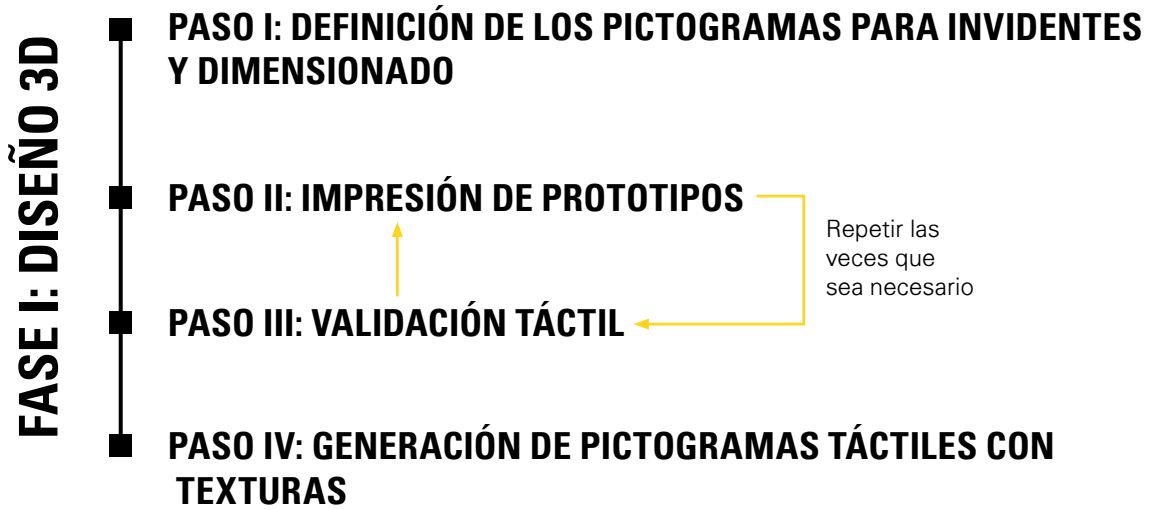 FASE I: DISEÑO 3D
PASO I: DEFINICIÓN DE LOS PICTOGRAMAS PARA INVIDENTES
Y DIMENSIONADO
PASO II: IMPRESIÓN DE PROTOTIPOS
Repetir las
veces que
sea necesario
PASO III: VALIDACIÓN TÁCTIL
PASO IV: GENERACIÓN DE PICTOGRAMAS TÁCTILES CON
TEXTURAS